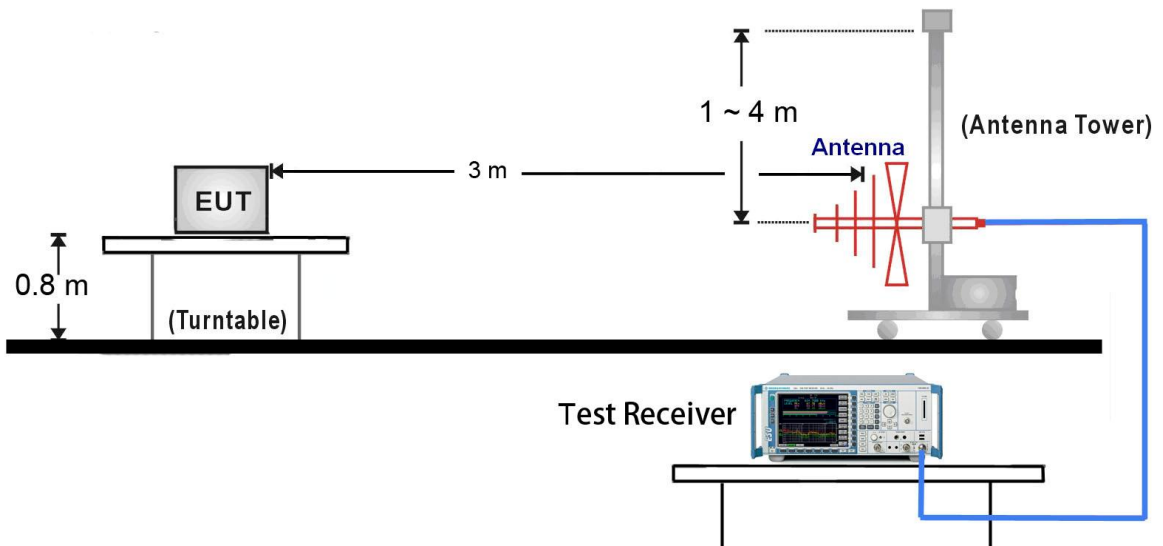 1 ~ 4 m
(Antenna Tower)
Antenna
3 m
EUT
0.8 m
(Turntable)
Test Receiver